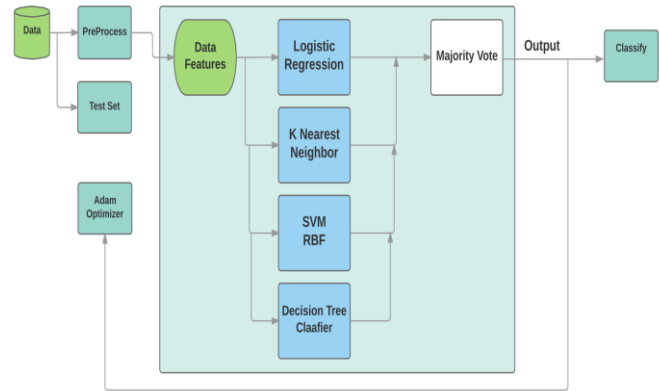 Data
PreProcess
Test Set
Adam
Optimizer
Data
Features
Logistic
Regression
K Nearest
Neighbor
SVM
RBF
Decision Tree
Claafier
Majority Vote
Output
Classify